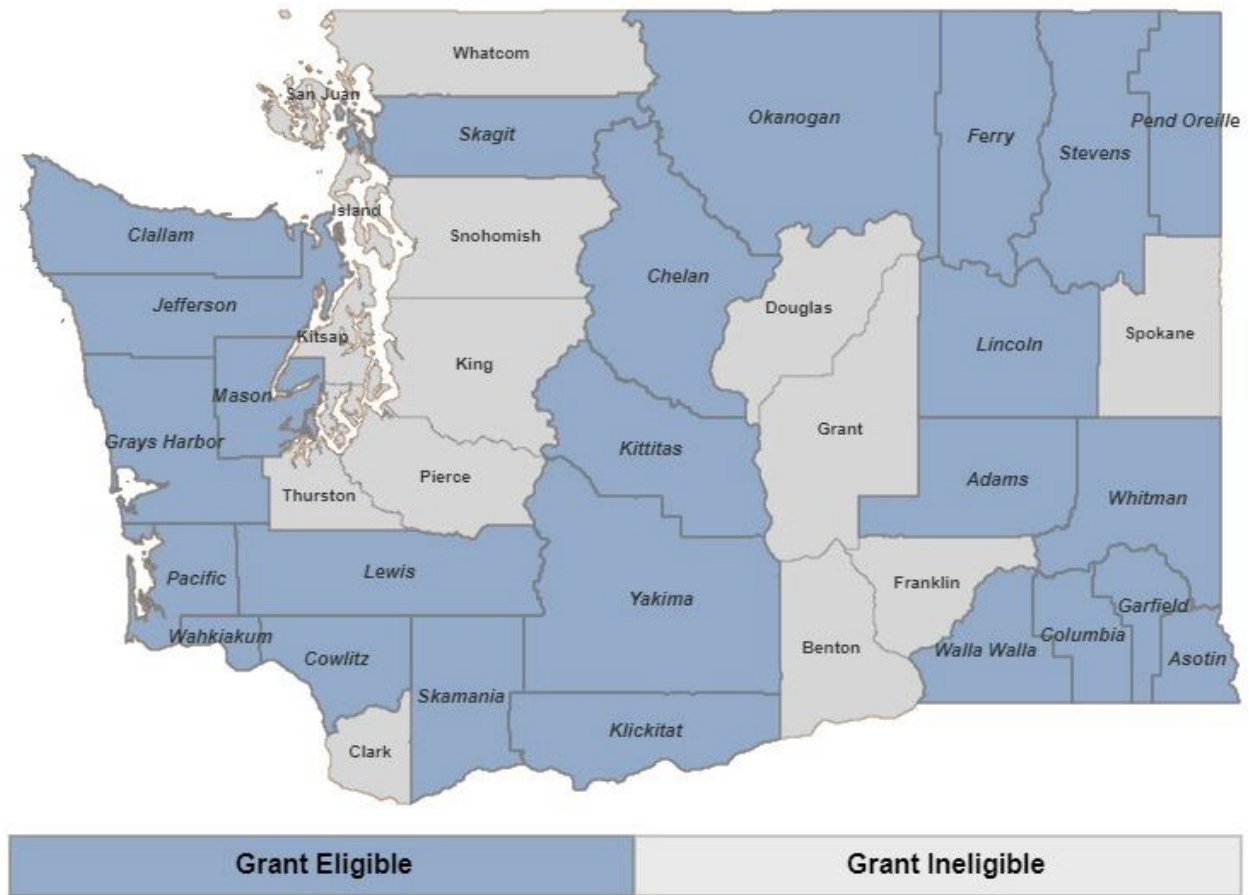 Whatcom
San Juan
Skagit
Okanogan
Ferry
Stevens
Pend Oreille
Island
Clallam
Snohomish
Chelan
Jefferson
Douglas
Kitsap
Spokane
Lincoln
King
Mason
Grays Harbor
Kittitas
Grant
Pierce
Adams
Thurston
Whitman
Pacific
Lewis
Yakima
Franklin
Garfield
Wahkiakum
Columbia
Cowlitz
Benton
Walla Walla
Asotin
Skamania
Klickitat
Clark
Grant Eligible
Grant Ineligible